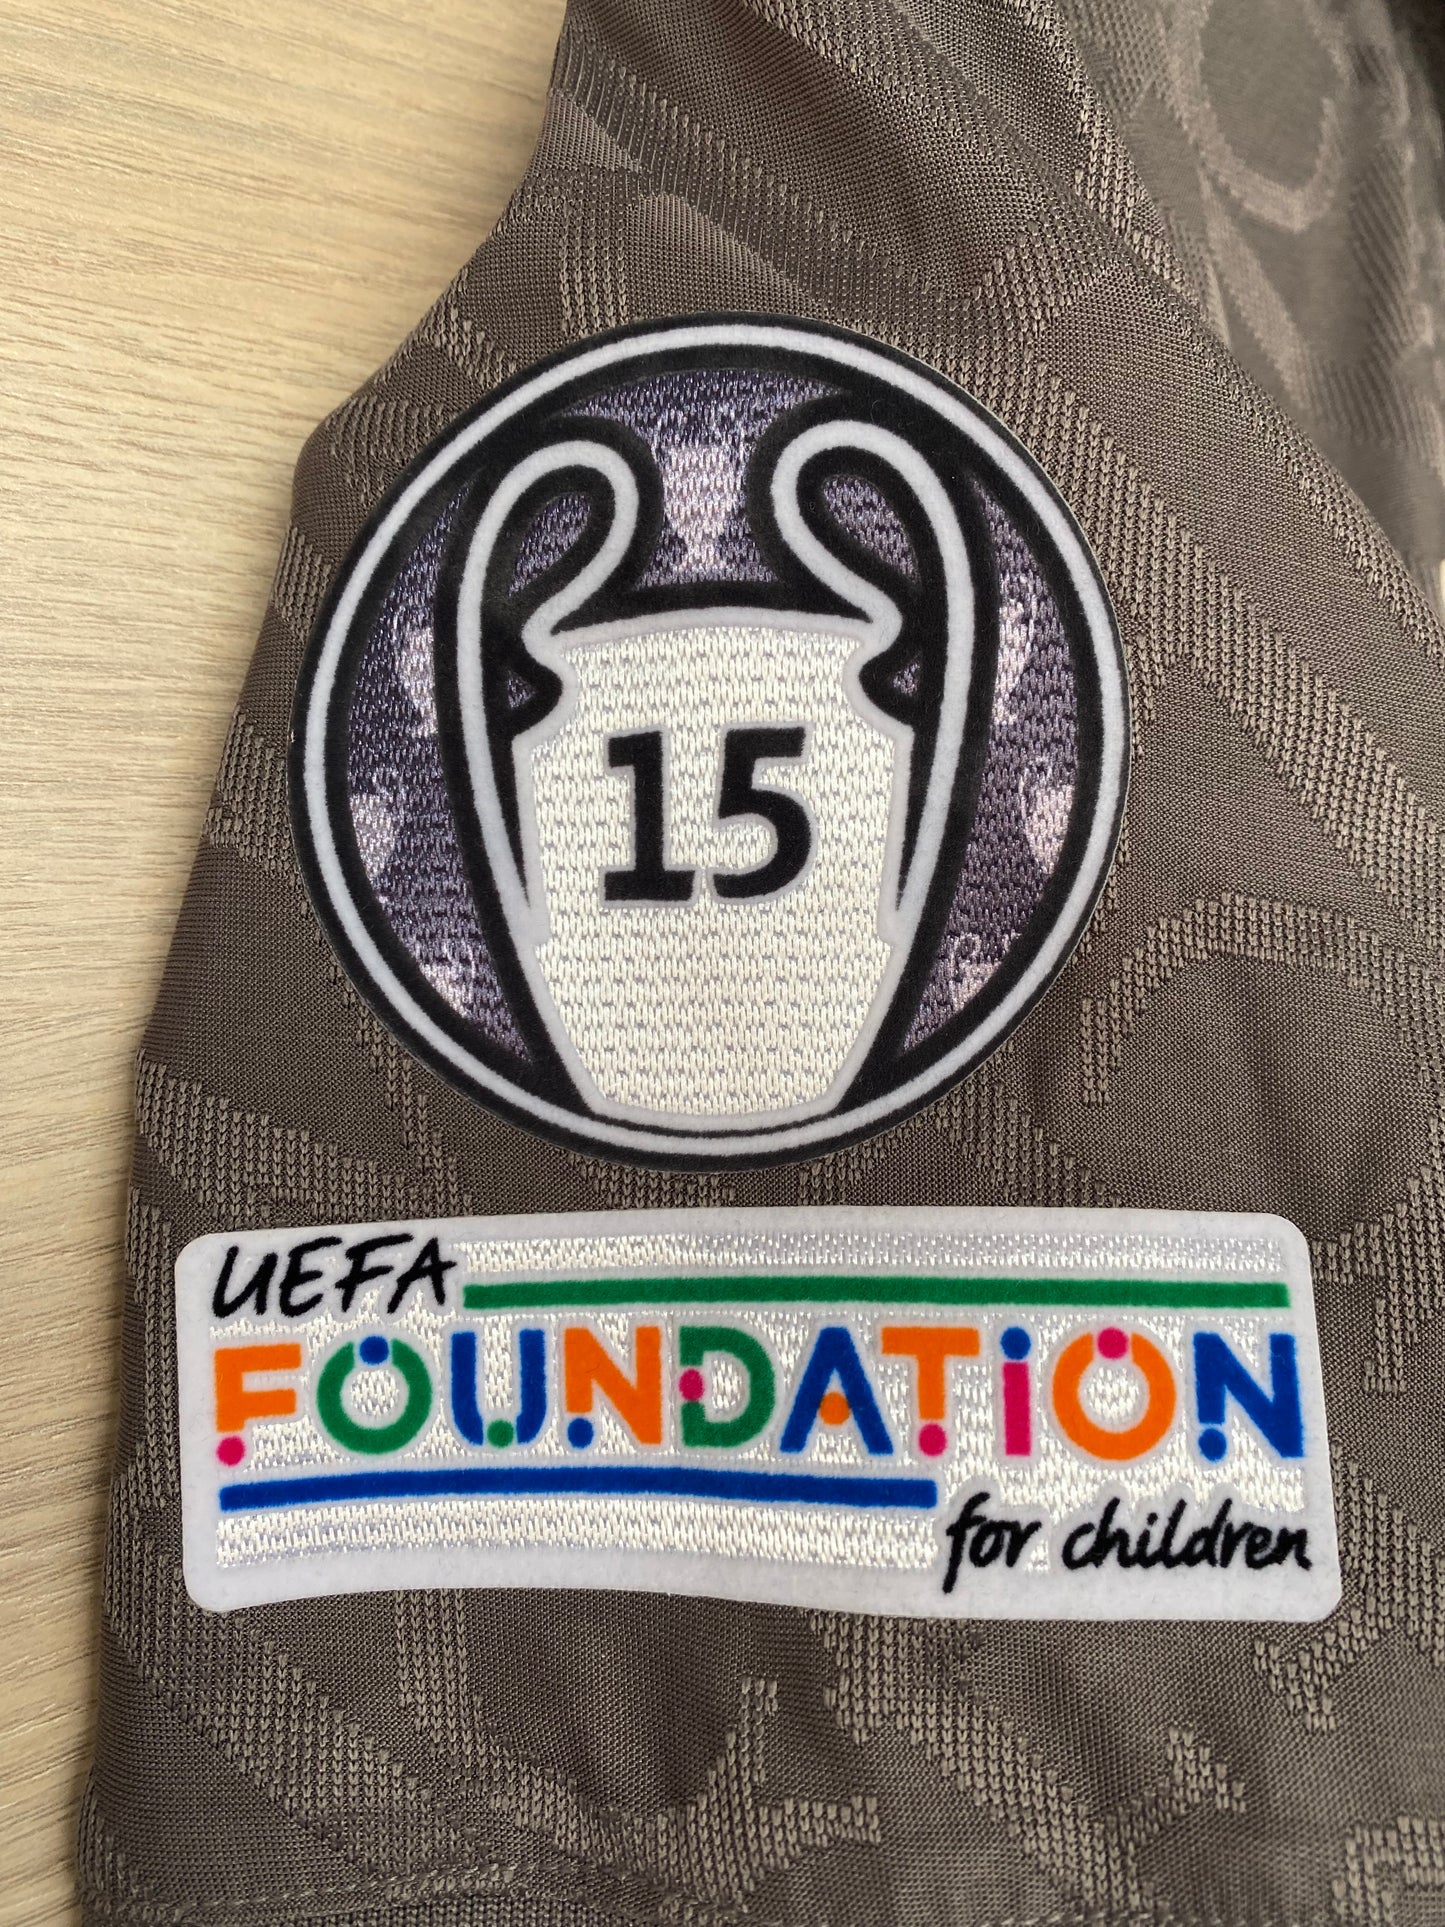 15
UEFA
FOUNDATION
for children